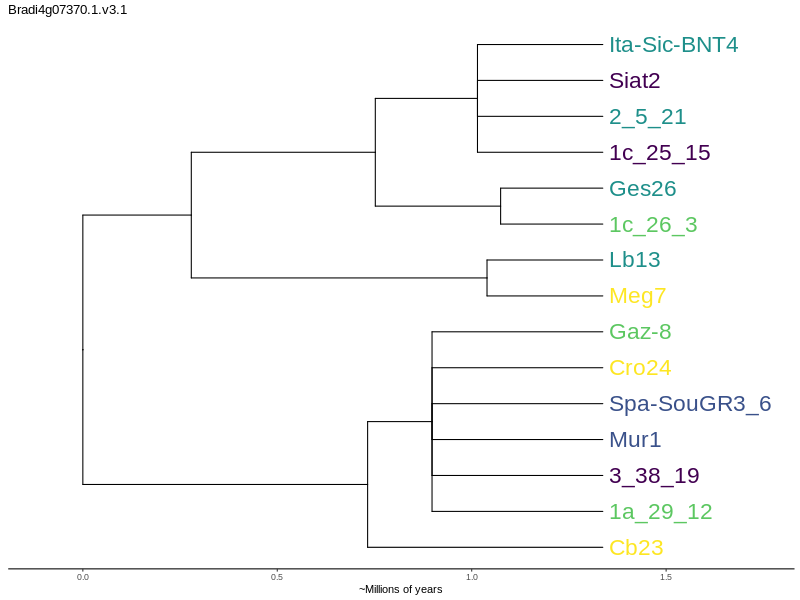 Bradi4g07370.1.v3.1
Ita-Sic-BNT4
Siat2
2_5_21
1c_25_15
Ges26
1c_26_3
Lb13
Meg7
Gaz-8
Cro24
Spa-SouGR3_6
Mur1
3_38_19
1a_29_12
Cb23
0.0 0.5 1.0 1.5
~Millions of years